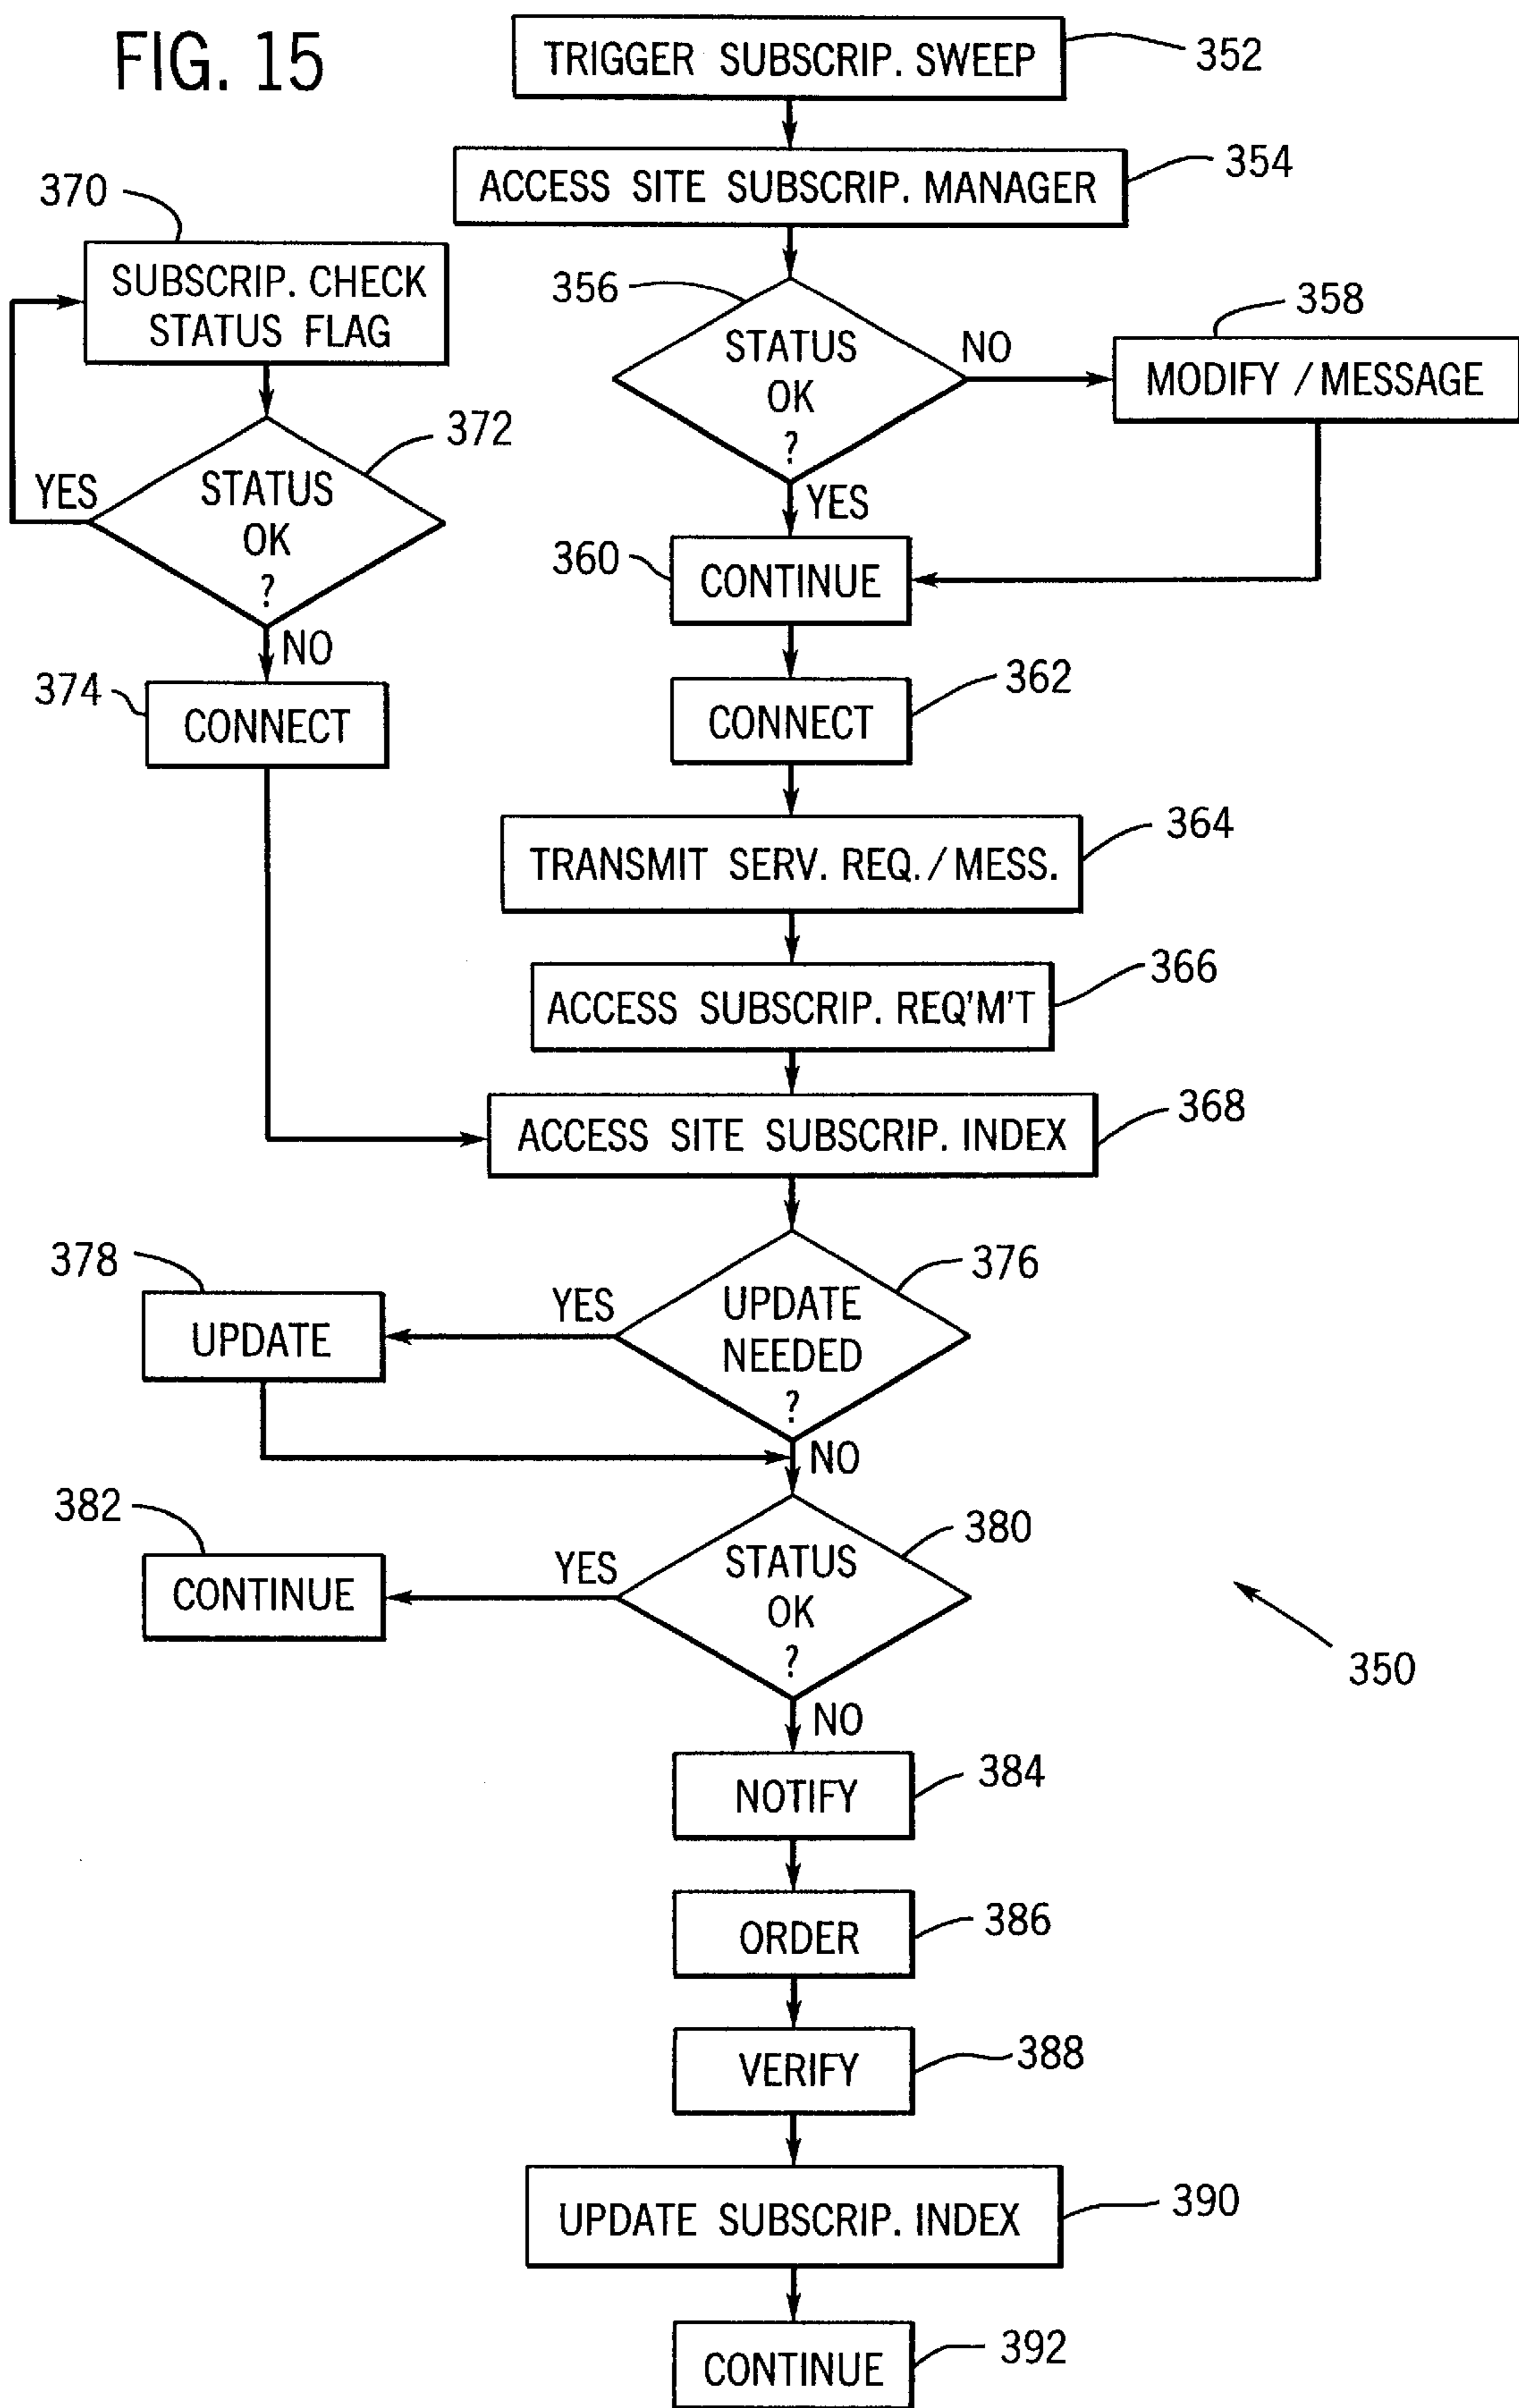 FIG. 15
TRIGGER SUBSCRIP. SWEEP
352
ACCESS SITE SUBSCRIP. MANAGER
354
370
SUBSCRIP. CHECK
STATUS FLAG
356
STATUS
OK
?
NO
358
MODIFY / MESSAGE
372
STATUS
OK
?
YES
YES
360
CONTINUE
NO
374
CONNECT
362
CONNECT
364
TRANSMIT SERV. REQ. / MESS.
366
ACCESS SUBSCRIP. REQ'M'T
368
ACCESS SITE SUBSCRIP. INDEX
378
UPDATE
YES
376
UPDATE
NEEDED
?
NO
382
CONTINUE
YES
380
STATUS
OK
?
350
NO
384
NOTIFY
386
ORDER
388
VERIFY
390
UPDATE SUBSCRIP. INDEX
392
CONTINUE